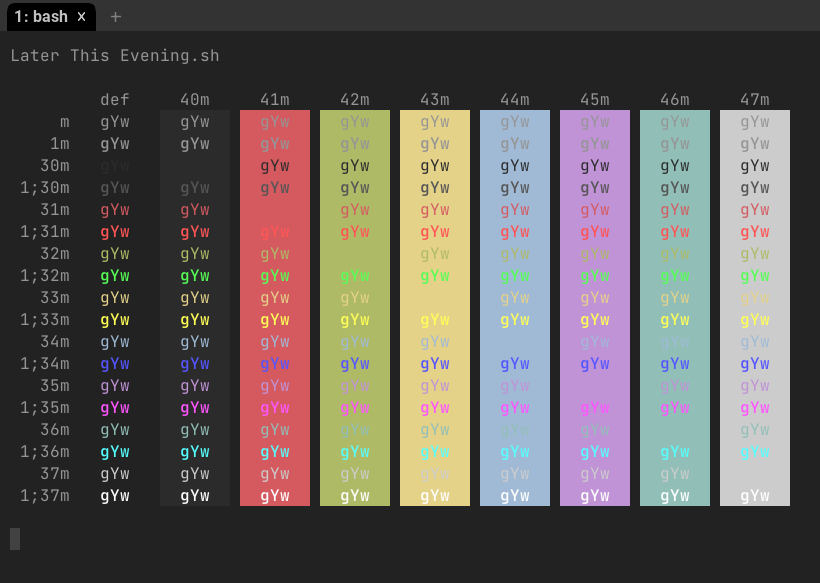 1: bash × +
Later This Evening.sh
def 40m 41m 42m 43m 44m 45m 46m 47m
m gYw gYw gYw gYw gYw gYw gYw gYw gYw
1m gYw gYw gYw gYw gYw gYw gYw gYw gYw
30m gYw gYw gYw gYw gYw gYw gYw gYw
1;30m gYw gYw gYw gYw gYw gYw gYw gYw gYw
31m gYw gYw gYw gYw gYw gYw gYw gYw
1;31m gYw gYw gYw gYw gYw gYw gYw gYw gYw
32m gYw gYw gYw gYw gYw gYw gYw gYw
1;32m gYw gYw gYw gYw gYw gYw gYw gYw gYw
33m gYw gYw gYw gYw gYw gYw gYw gYw
1;33m gYw gYw gYw gYw gYw gYw gYw gYw gYw
34m gYw gYw gYw gYw gYw gYw gYw gYw
1;34m gYw gYw gYw gYw gYw gYw gYw gYw gYw
35m gYw gYw gYw gYw gYw gYw gYw gYw
1;35m gYw gYw gYw gYw gYw gYw gYw gYw gYw
36m gYw gYw gYw gYw gYw gYw gYw gYw
1;36m gYw gYw gYw gYw gYw gYw gYw gYw gYw
37m gYw gYw gYw gYw gYw gYw gYw gYw
1;37m gYw gYw gYw gYw gYw gYw gYw gYw gYw